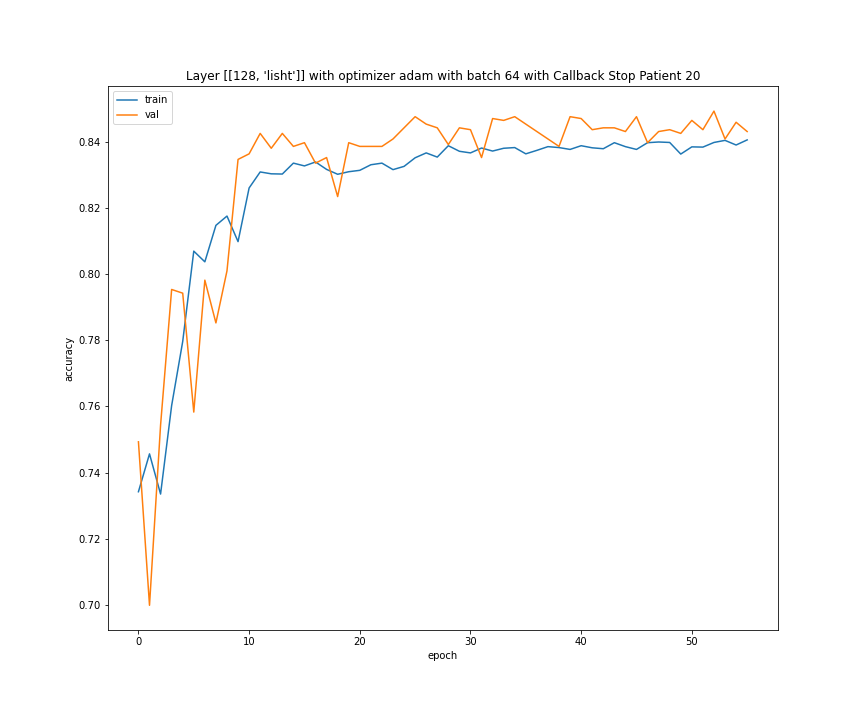 Layer [[128, 'lisht']] with optimizer adam with batch 64 with Callback Stop Patient 20
train
val
0.84
0.82
0.80
0.78
0.76
0.74
0.72
0.70
accuracy
0 10 20 30 40 50
epoch